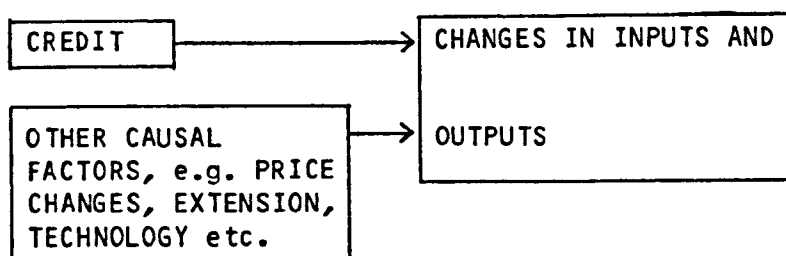 CREDIT
CHANGES IN INPUTS AND
OUTPUTS
OTHER CAUSAL
FACTORS, e.g. PRICE
CHANGES, EXTENSION,
TECHNOLOGY etc.